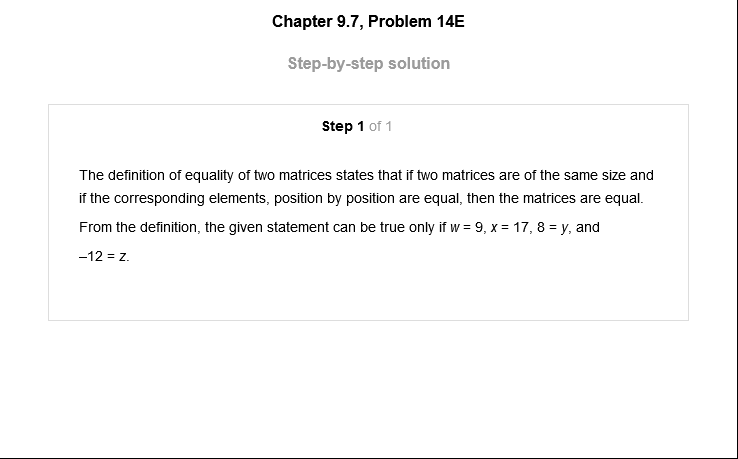 Chapter 9.7, Problem 14E
Step-by-step solution
Step 1 of 1
The definition of equality of two matrices states that if two matrices are of the same size and
if the corresponding elements, position by position are equal, then the matrices are equal.
From the definition, the given statement can be true only if w = 9, x = 17, 8 = y, and
–12 = z.